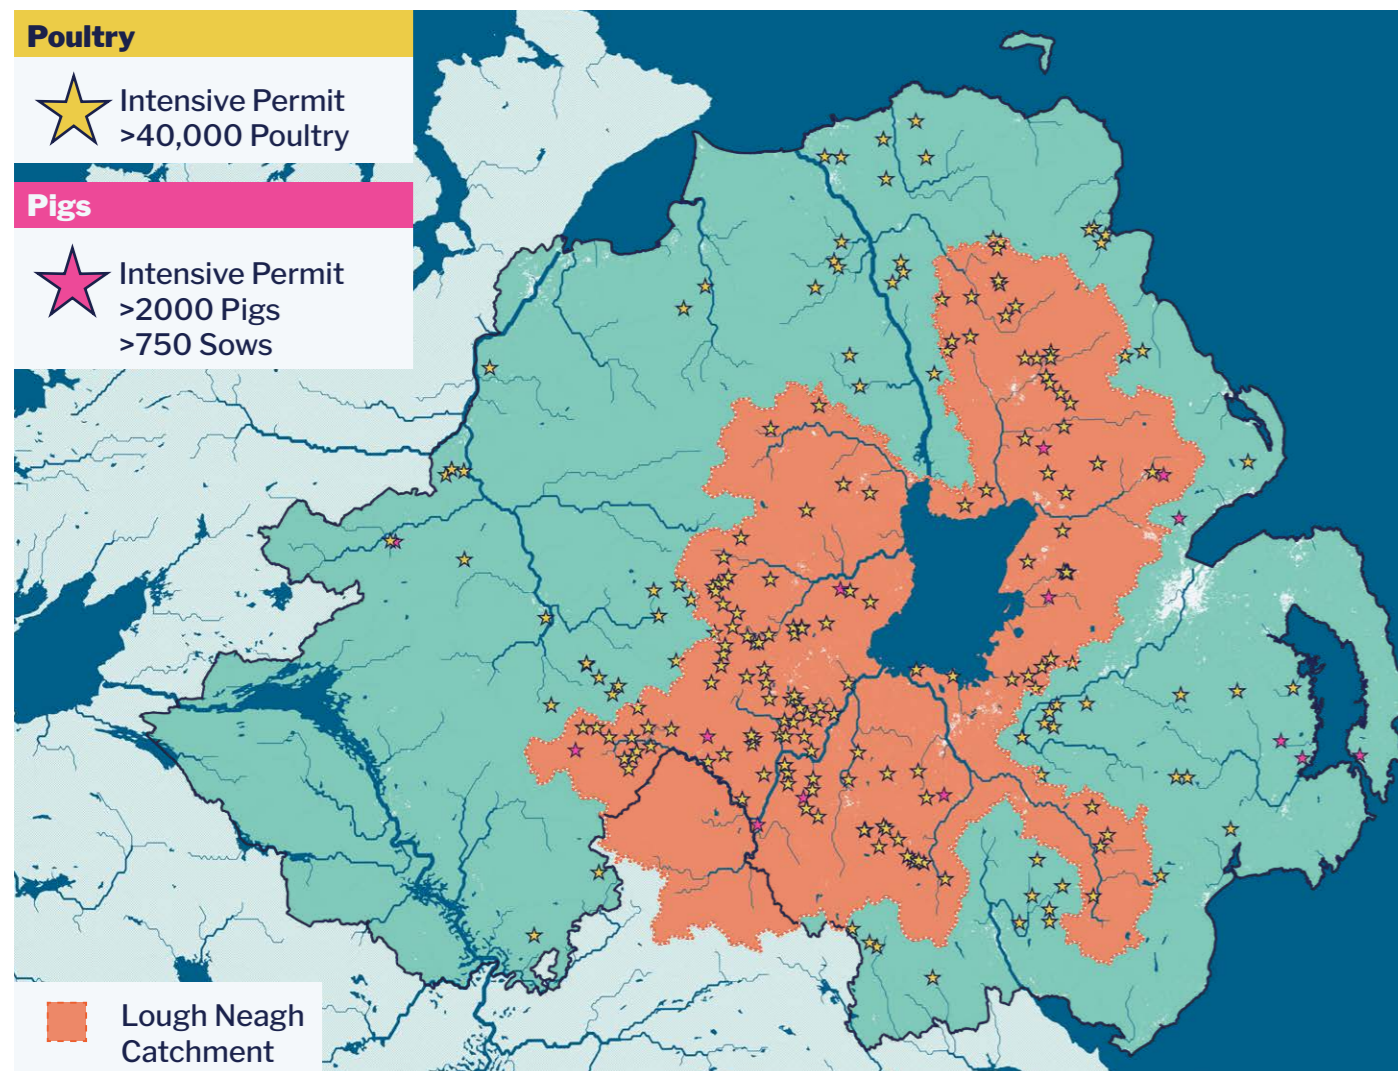 Poultry
Intensive Permit
>40,000 Poultry
Pigs
Intensive Permit
>2000 Pigs
>750 Sows
Lough Neagh
Catchment